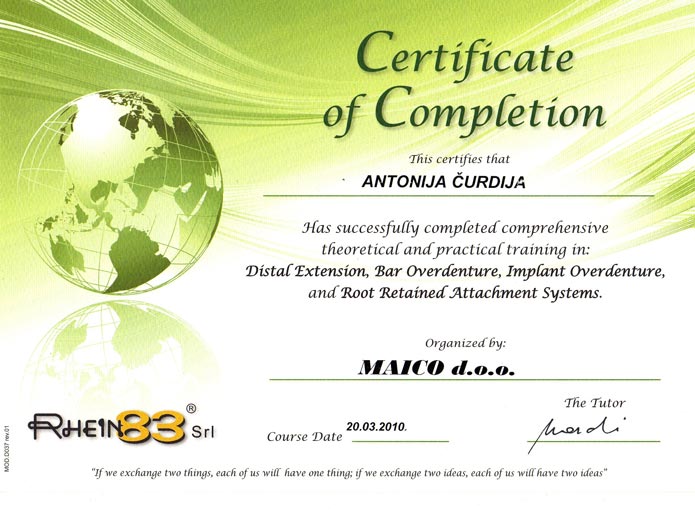 Certificate
of Completion
This certifies that
ANTONIJA ČURDIJA
Has successfully completed comprehensive
theoretical and practical training in:
Distal Extension, Bar Overdenture, Implant Overdenture,
and Root Retained Attachment Systems.
Organized by:
MAICO d.o.o.
The Tutor
Course Date 20.03.2010.
RHEIN83® Srl
MOD.D037 rev.01
"If we exchange two things, each of us will have one thing; if we exchange two ideas, each of us will have two ideas"